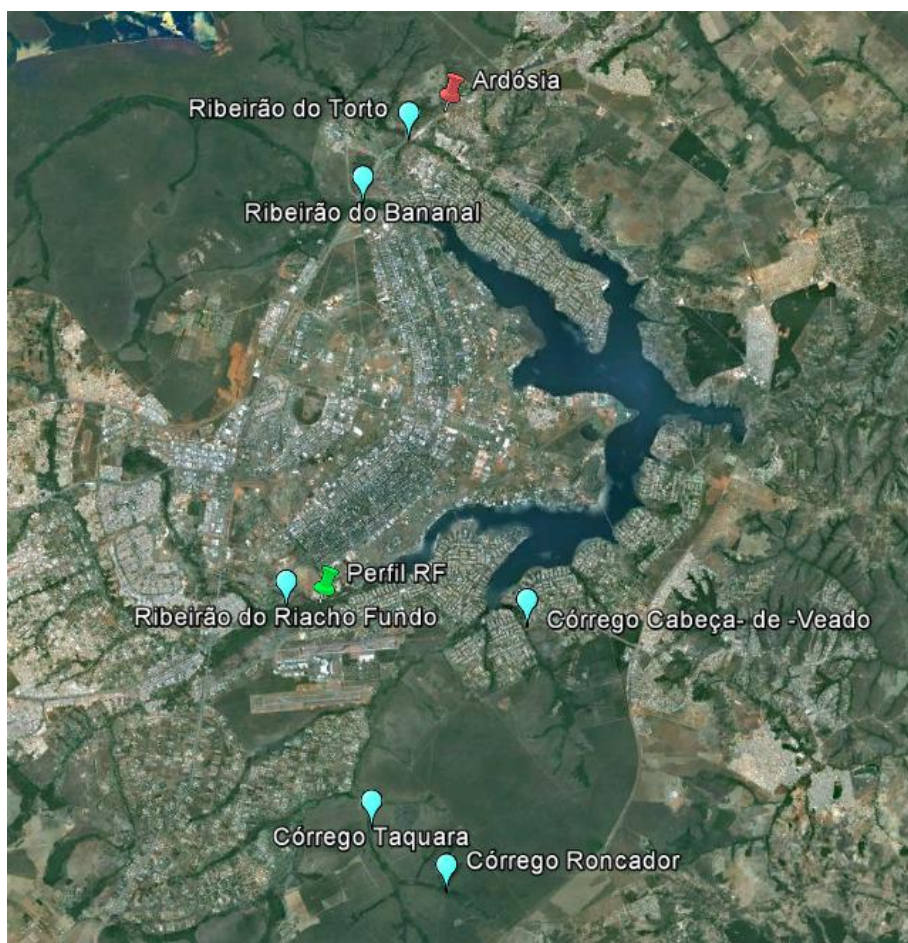 Ardósia
Ribeirão do Torto
Ribeirão do Bananal
Perfil RF
Ribeirão do Riacho Fundo
Córrego Cabeça- de -Veado
Córrego Taquara
Córrego Roncador